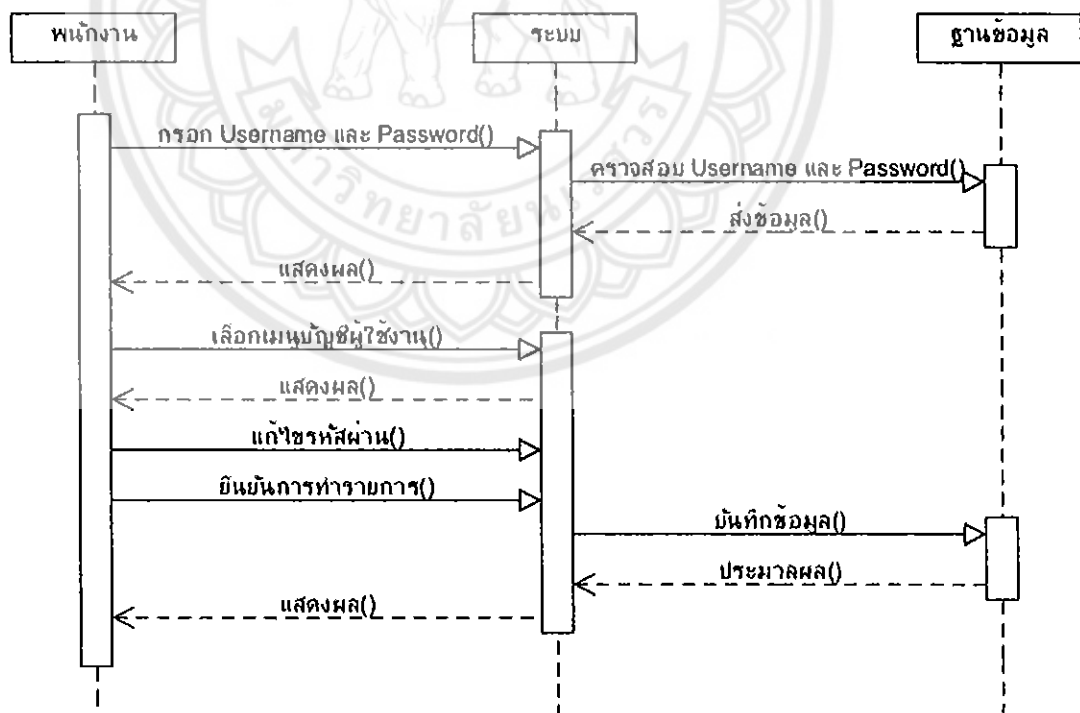 พนักงาน
ระบบ
ฐานข้อมูล
กรอก Username และ Password()
ตรวจสอบ Username และ Password()
ส่งข้อมูล()
แสดงผล()
เลือกเมนูบัญชีผู้ใช้งาน()
แสดงผล()
แก้ไขรหัสผ่าน()
ยืนยันการทำรายการ()
บันทึกข้อมูล()
ประมาลผล()
แสดงผล()